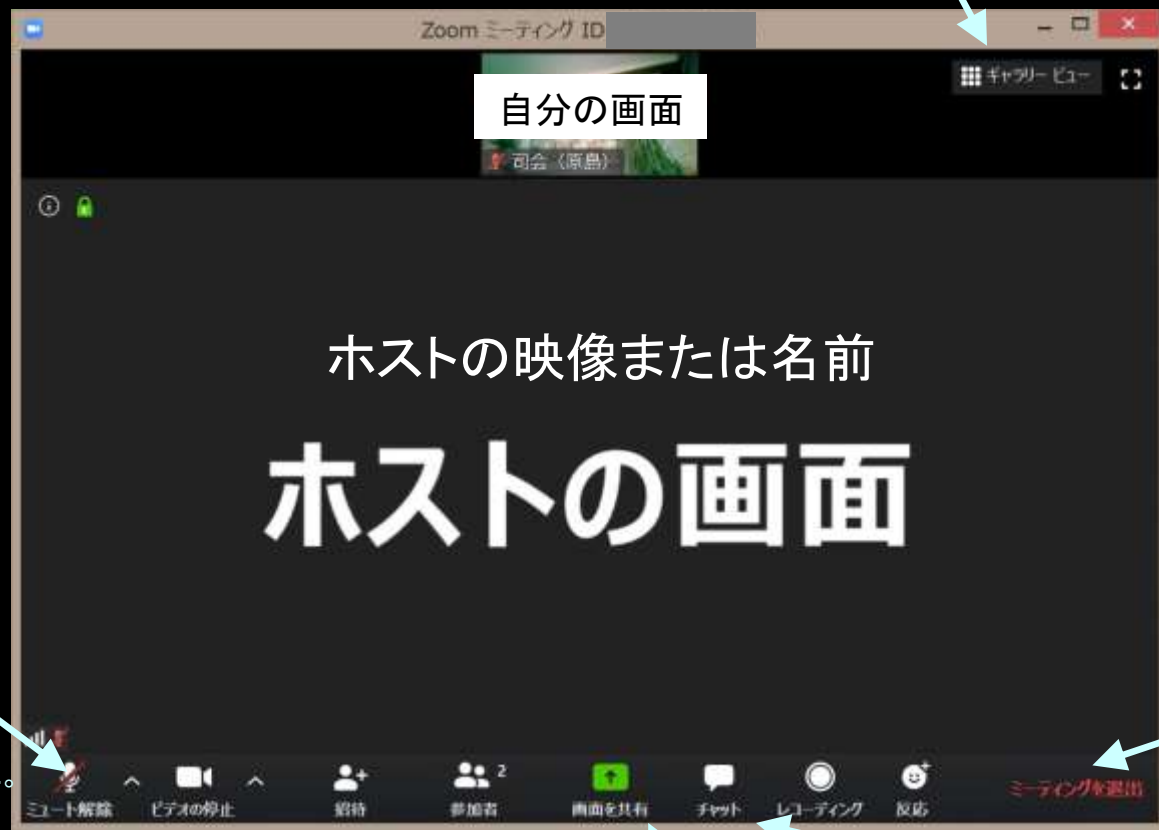 Zoom ミーティング ID
ギャラリー ビュー
自分の画面
司会（原島）
ホストの映像または名前
ホストの画面
。
ミュート解除
ビデオの停止
招待
参加者 2
画面を共有
チャット
レコーディング
反応
ミーティングを退出